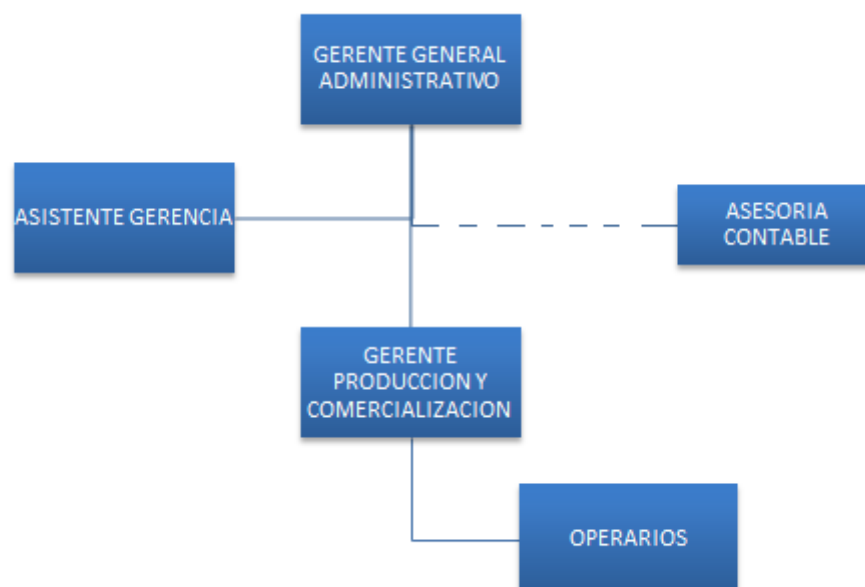 GERENTE GENERAL
ADMINISTRATIVO
ASISTENTE GERENCIA
ASESORIA
CONTABLE
GERENTE
PRODUCCION Y
COMERCIALIZACION
OPERARIOS